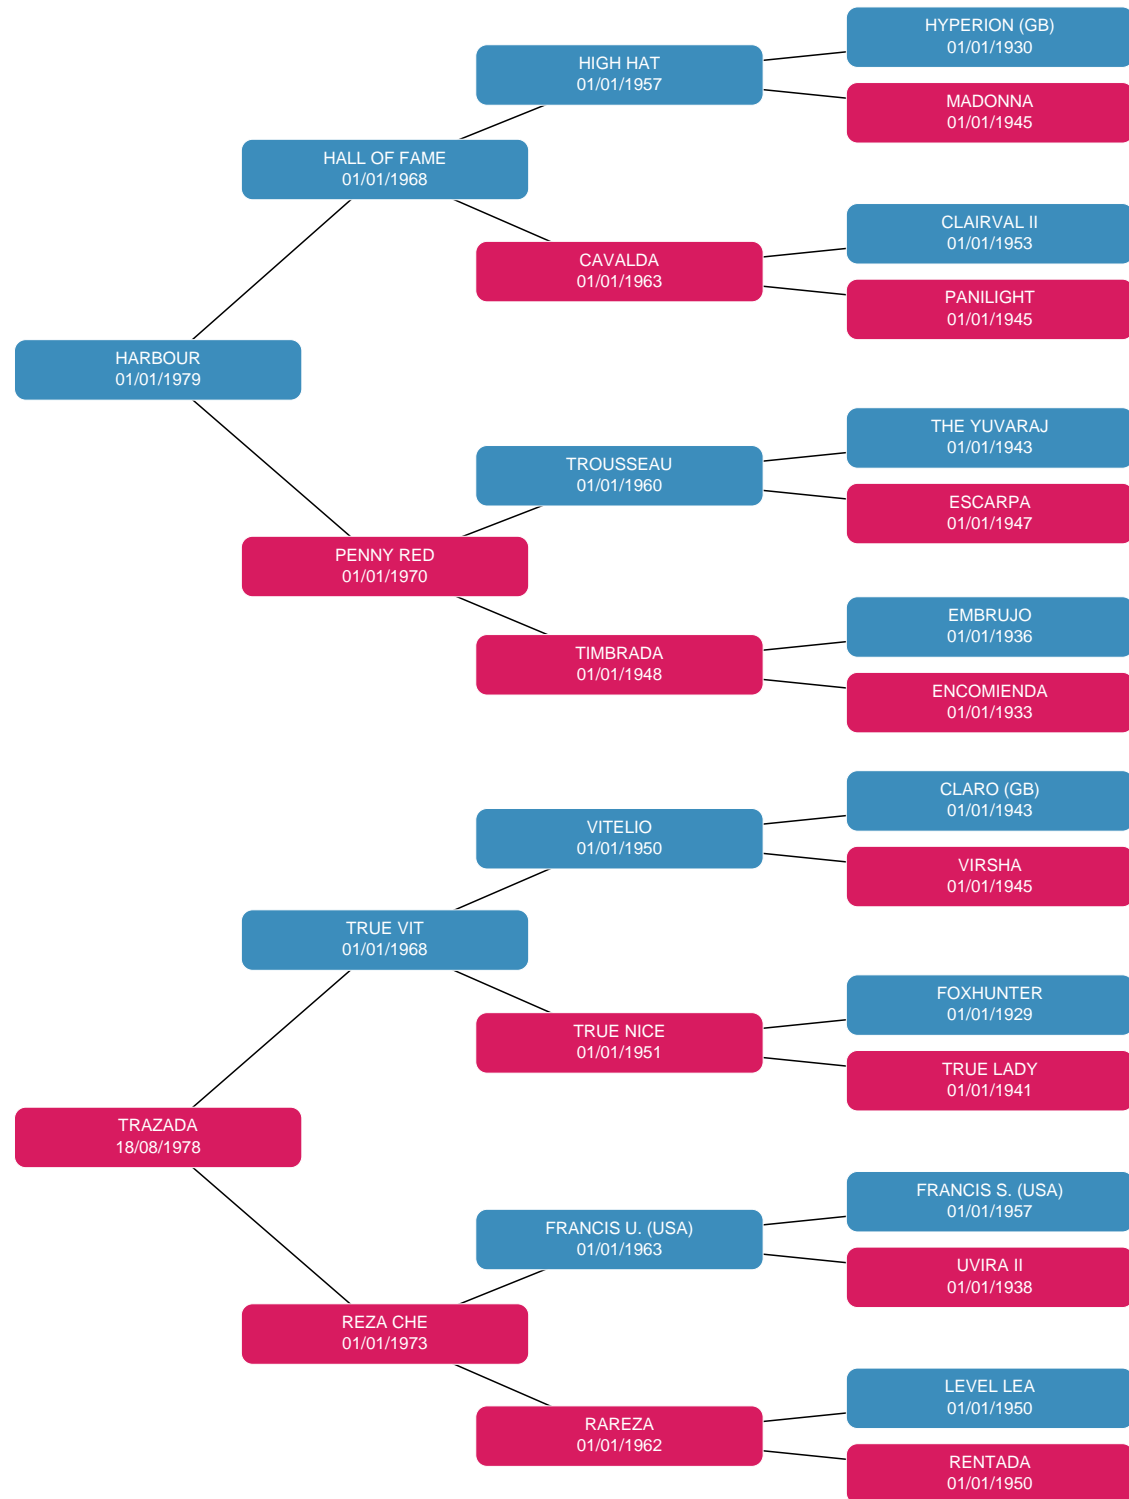 HYPERION (GB)
01/01/1930
HIGH HAT
01/01/1957
MADONNA
01/01/1945
HALL OF FAME
01/01/1968
CLAIRVAL II
01/01/1953
CAVALDA
01/01/1963
PANILIGHT
01/01/1945
HARBOUR
01/01/1979
THE YUVARAJ
01/01/1943
TROUSSEAU
01/01/1960
ESCARPA
01/01/1947
PENNY RED
01/01/1970
EMBRUJO
01/01/1936
TIMBRADA
01/01/1948
ENCOMIENDA
01/01/1933
CLARO (GB)
01/01/1943
VITELIO
01/01/1950
VIRSHA
01/01/1945
TRUE VIT
01/01/1968
FOXHUNTER
01/01/1929
TRUE NICE
01/01/1951
TRUE LADY
01/01/1941
TRAZADA
18/08/1978
FRANCIS S. (USA)
01/01/1957
FRANCIS U. (USA)
01/01/1963
UVIRA II
01/01/1938
REZA CHE
01/01/1973
LEVEL LEA
01/01/1950
RAREZA
01/01/1962
RENTADA
01/01/1950